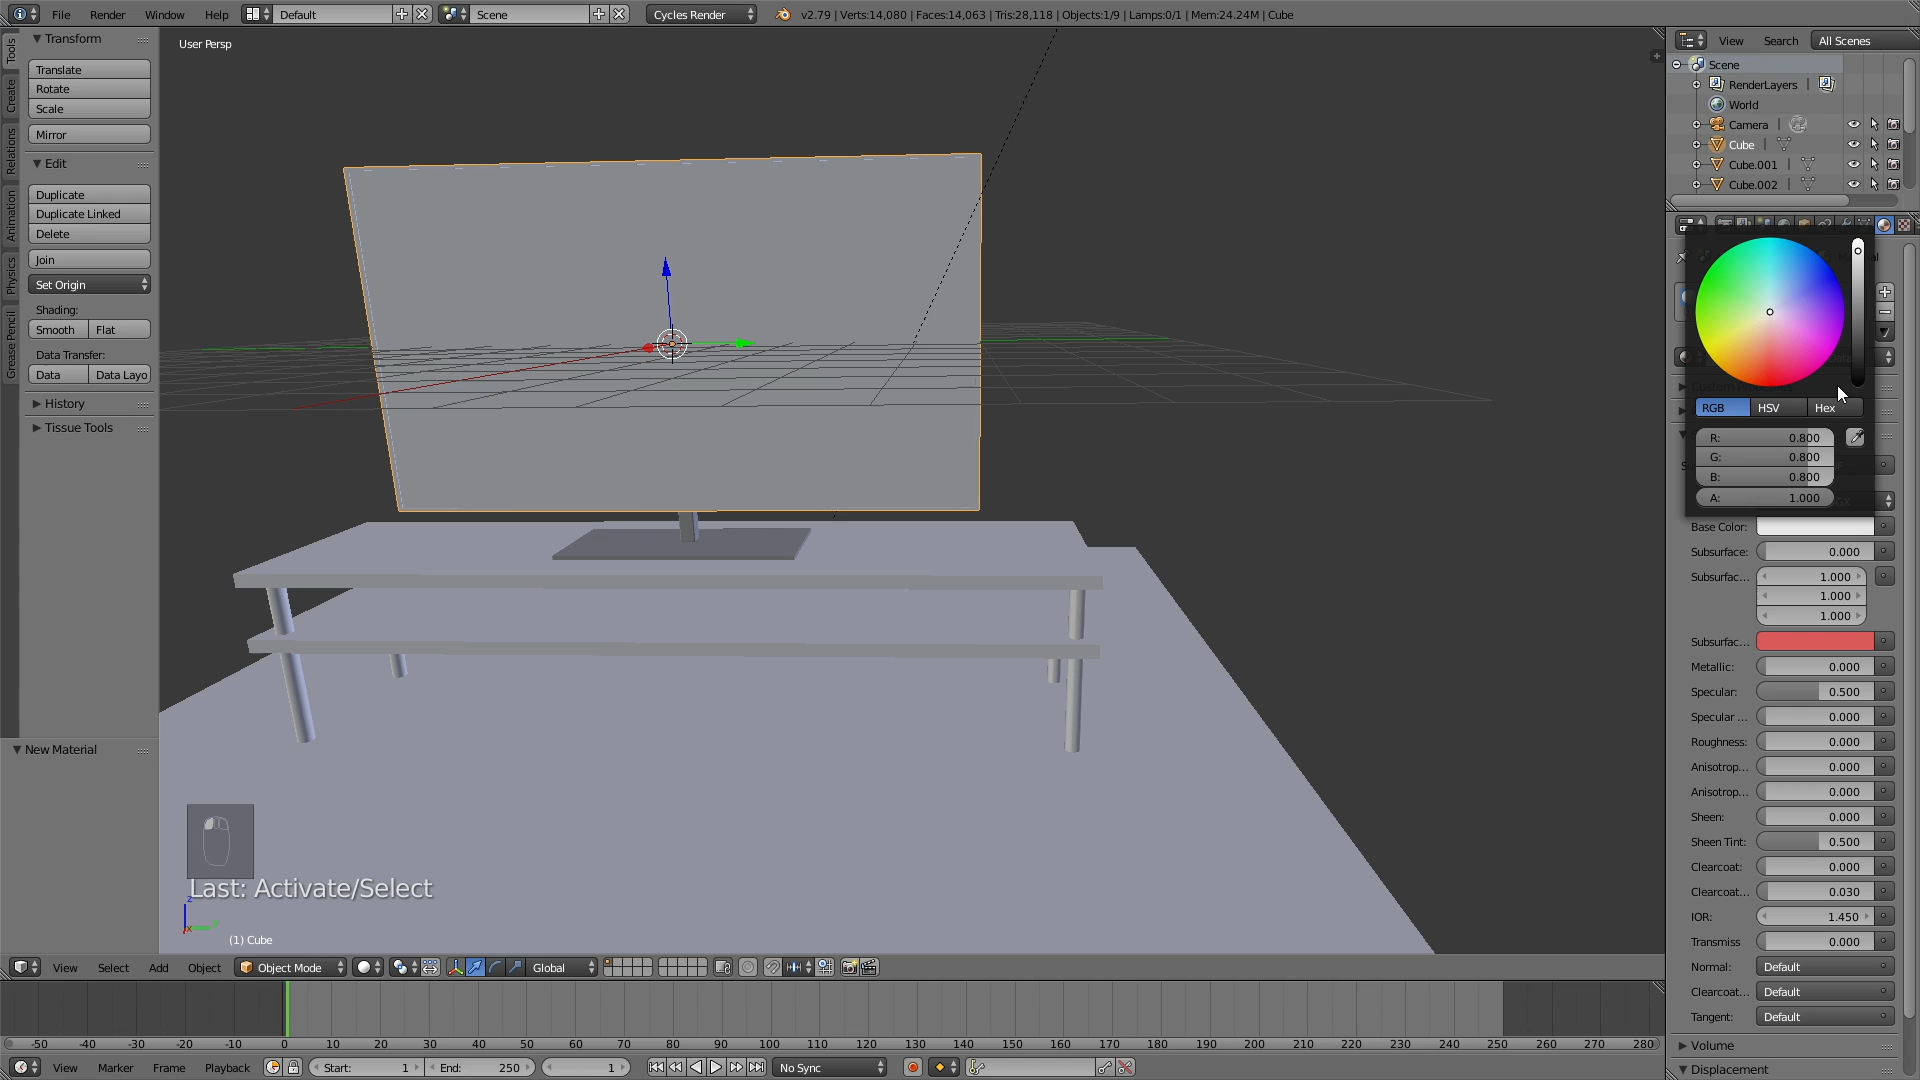 File Render Window Help Default Scene Cycles Render v2.79 | Verts:14,080 | Faces:14,063 | Tris:28,118 | Objects:1/9 | Lamps:0/1 | Mem:24.24M | Cube
Tools
Create
Relations
Animation
Physics
Grease Pencil
Transform
Translate
Rotate
Scale
Mirror
Edit
Duplicate
Duplicate Linked
Delete
Join
Set Origin
Shading:
Smooth Flat
Data Transfer:
Data Data Layo
History
Tissue Tools
New Material
User Persp
Last: Activate/Select
z
(1) Cube
View Search All Scenes
Scene
RenderLayers |
World
Camera |
Cube |
Cube.001 |
Cube.002 |
RGB HSV Hex
R: 0.800
G: 0.800
B: 0.800
A: 1.000
Base Color:
Subsurface: 0.000
Subsurfac... 1.000
1.000
1.000
Subsurfac...
Metallic: 0.000
Specular: 0.500
Specular ... 0.000
Roughness: 0.000
Anisotrop... 0.000
Anisotrop... 0.000
Sheen: 0.000
Sheen Tint: 0.500
Clearcoat: 0.000
Clearcoat... 0.030
IOR: 1.450
Transmiss 0.000
Normal: Default
Clearcoat... Default
Tangent: Default
Volume
Displacement
View Select Add Object Object Mode Global
-50 -40 -30 -20 -10 0 10 20 30 40 50 60 70 80 90 100 110 120 130 140 150 160 170 180 190 200 210 220 230 240 250 260 270 280
View Marker Frame Playback Start: 1 End: 250 1 No Sync